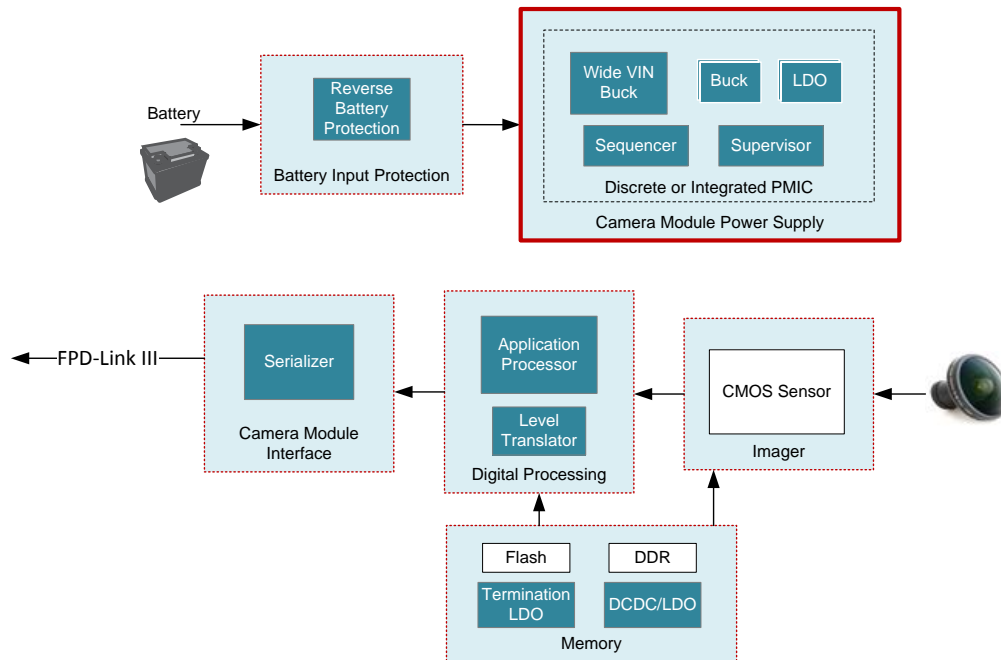 Battery
Reverse
Battery
Protection
Battery Input Protection
Wide VIN
Buck
Buck
LDO
Sequencer
Supervisor
Discrete or Integrated PMIC
Camera Module Power Supply
FPD-Link III
Serializer
Camera Module
Interface
Application
Processor
Level
Translator
Digital Processing
CMOS Sensor
Imager
Flash
DDR
Termination
LDO
DCDC/LDO
Memory